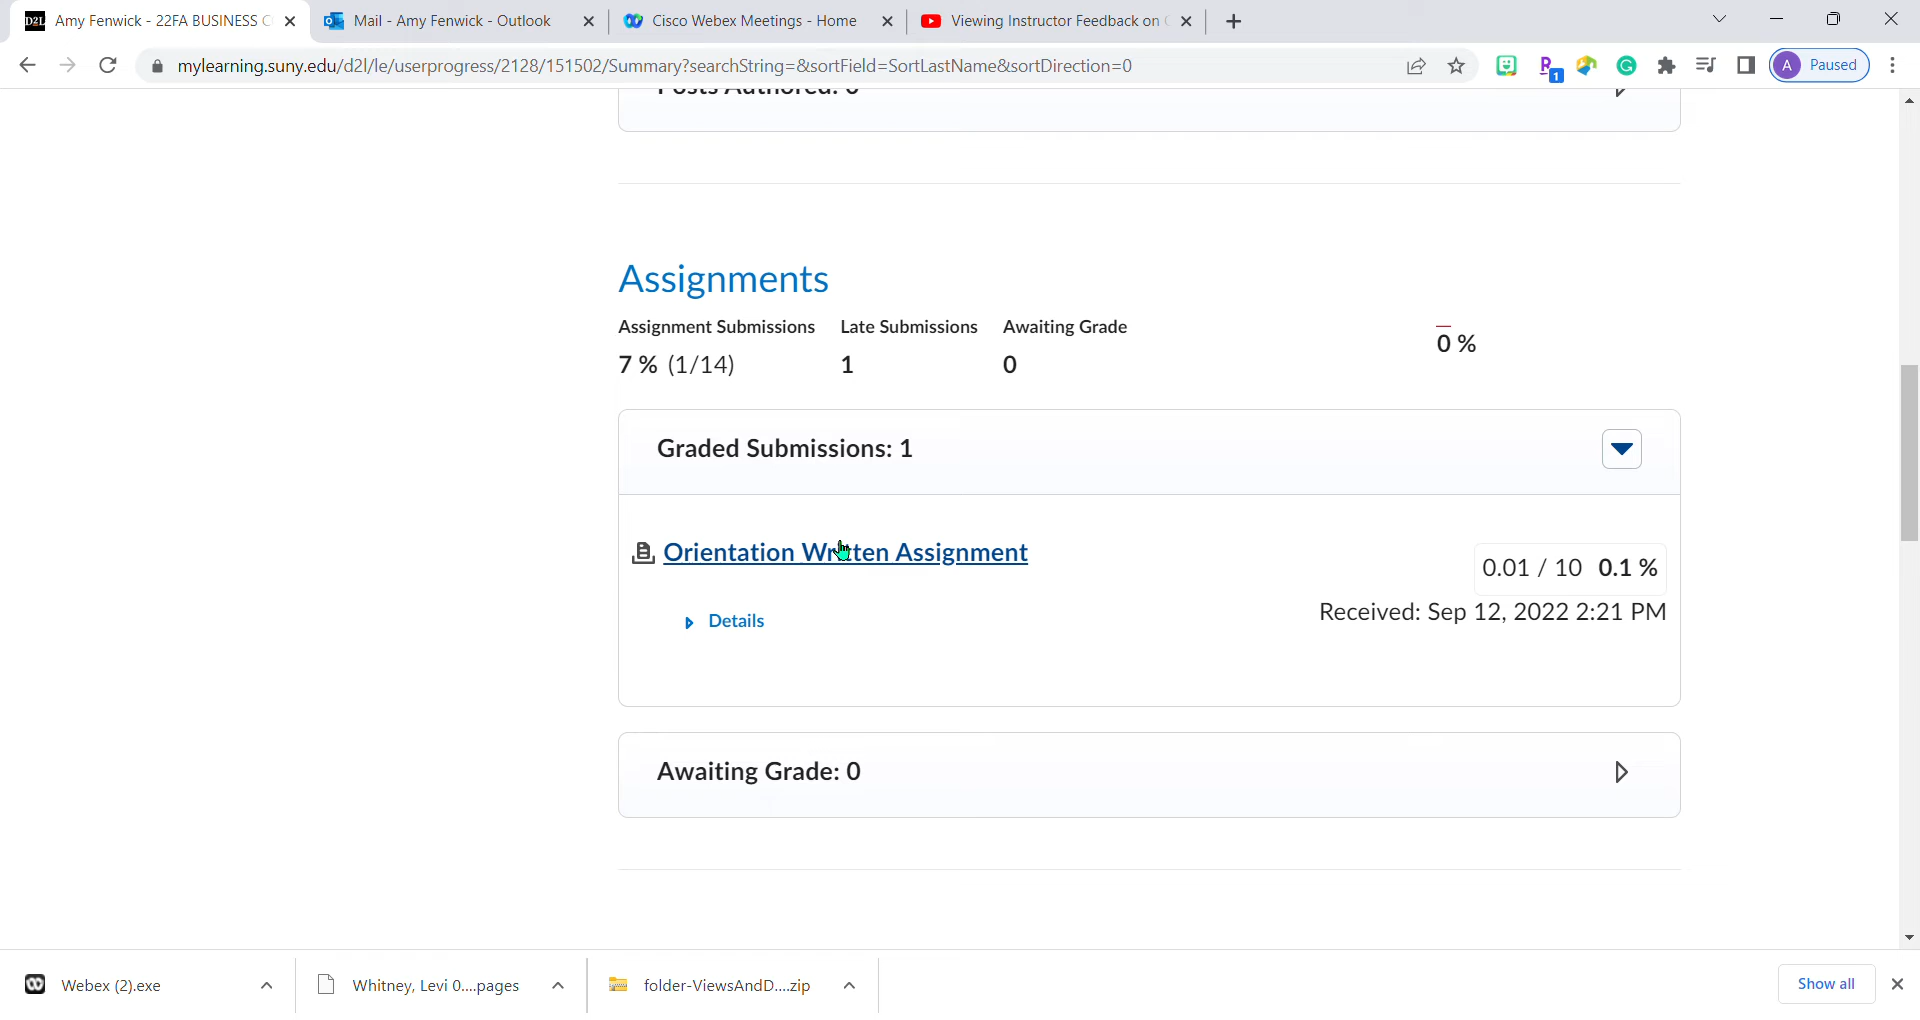 Amy Fenwick - 22FA BUSINESS C
Mail - Amy Fenwick - Outlook
Cisco Webex Meetings - Home
Viewing Instructor Feedback on
mylearning.suny.edu/d2l/le/userprogress/2128/151502/Summary?searchString=&sortField=SortLastName&sortDirection=0
1
A Paused
Posts Authored: 0
Assignments
Assignment Submissions Late Submissions Awaiting Grade
7 % (1/14) 1 0
0 %
Graded Submissions: 1
Orientation Written Assignment
0.01 / 10 0.1 %
Received: Sep 12, 2022 2:21 PM
Details
Awaiting Grade: 0
Webex (2).exe
Whitney, Levi 0....pages
folder-ViewsAndD....zip
Show all